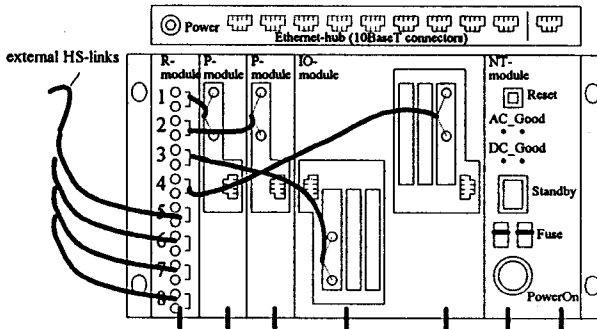 Power
Ethernet-hub (10BaseT connectors)
external HS-links
R-
module
P-
module
P-
module
IO-
module
NT-
module
1
2
3
4
5
6
7
8
Reset
AC_Good
DC_Good
Standby
Fuse
PowerOn